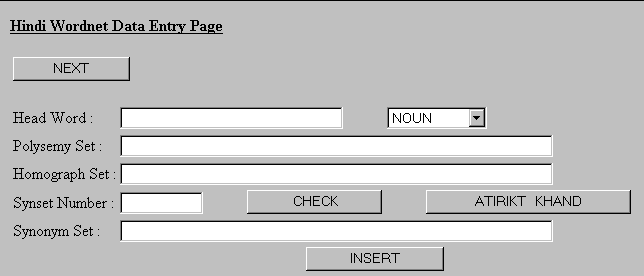 Hindi Wordnet Data Entry Page
NEXT
Head Word : NOUN
Polysemy Set :
Homograph Set :
Synset Number : CHECK ATIRIKT KHAND
Synonym Set :
INSERT